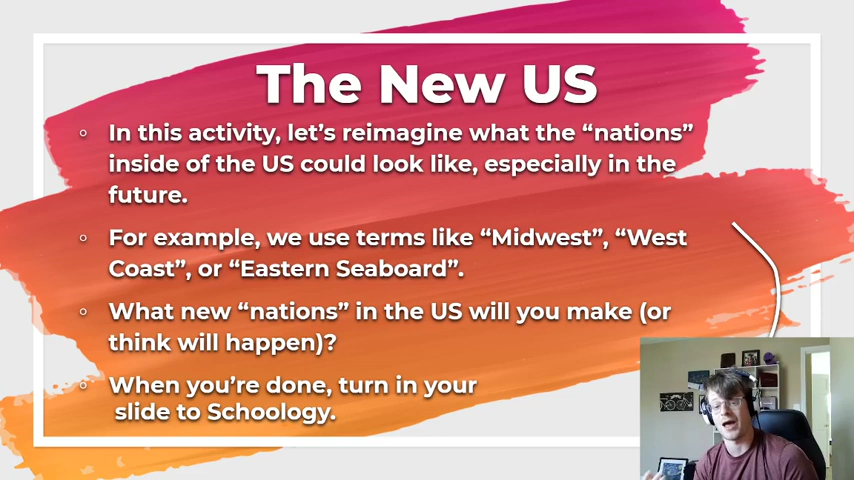 The New US
◦ In this activity, let’s reimagine what the “nations”
inside of the US could look like, especially in the
future.
◦ For example, we use terms like “Midwest”, “West
Coast”, or “Eastern Seaboard”.
◦ What new “nations” in the US will you make (or
think will happen)?
◦ When you’re done, turn in your
slide to Schoology.